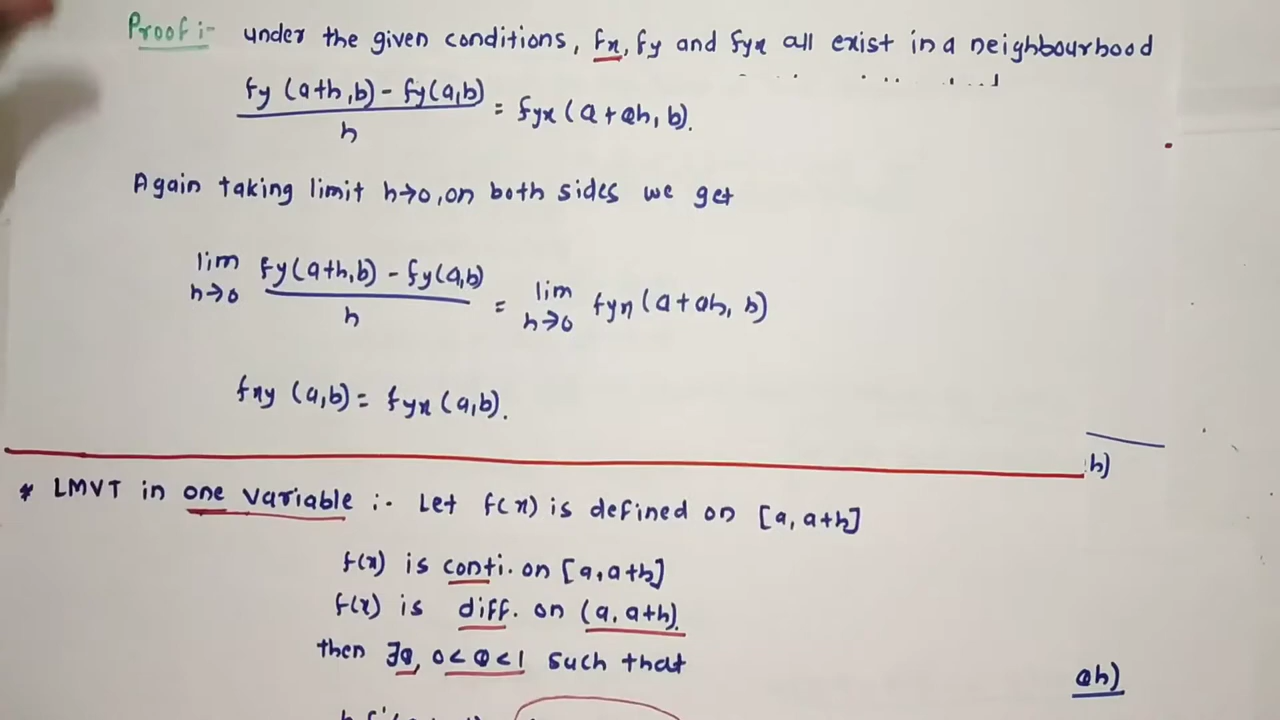 Proof :- under the given conditions, fx, fy and fyx all exist in a neighbourhood
fy (a+h,b) - fy(a,b) / h = fyx (a+θh, b).
Again taking limit h→0, on both sides we get
lim h→0 fy(a+h,b) - fy(a,b) / h = lim h→0 fyx (a+θh, b)
fxy (a,b) = fyx (a,b).
h)
* LMVT in one variable :- Let f(x) is defined on [a, a+h]
f(x) is conti. on [a, a+h]
f(x) is diff. on (a, a+h).
then ∃θ, 0<θ<1 such that
θh)